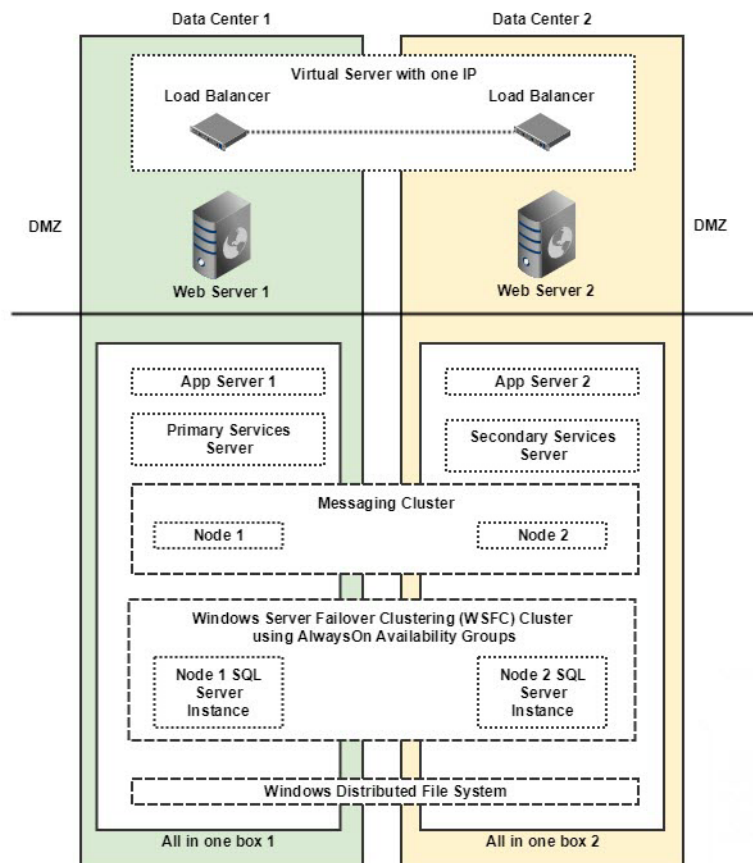 Data Center 1
Data Center 2
Virtual Server with one IP
Load Balancer
Load Balancer
DMZ
DMZ
Web Server 1
Web Server 2
App Server 1
App Server 2
Primary Services
Server
Secondary Services
Server
Messaging Cluster
Node 1
Node 2
Windows Server Failover Clustering (WSFC) Cluster
using AlwaysOn Availability Groups
Node 1 SQL
Server
Instance
Node 2 SQL
Server
Instance
Windows Distributed File System
All in one box 1
All in one box 2